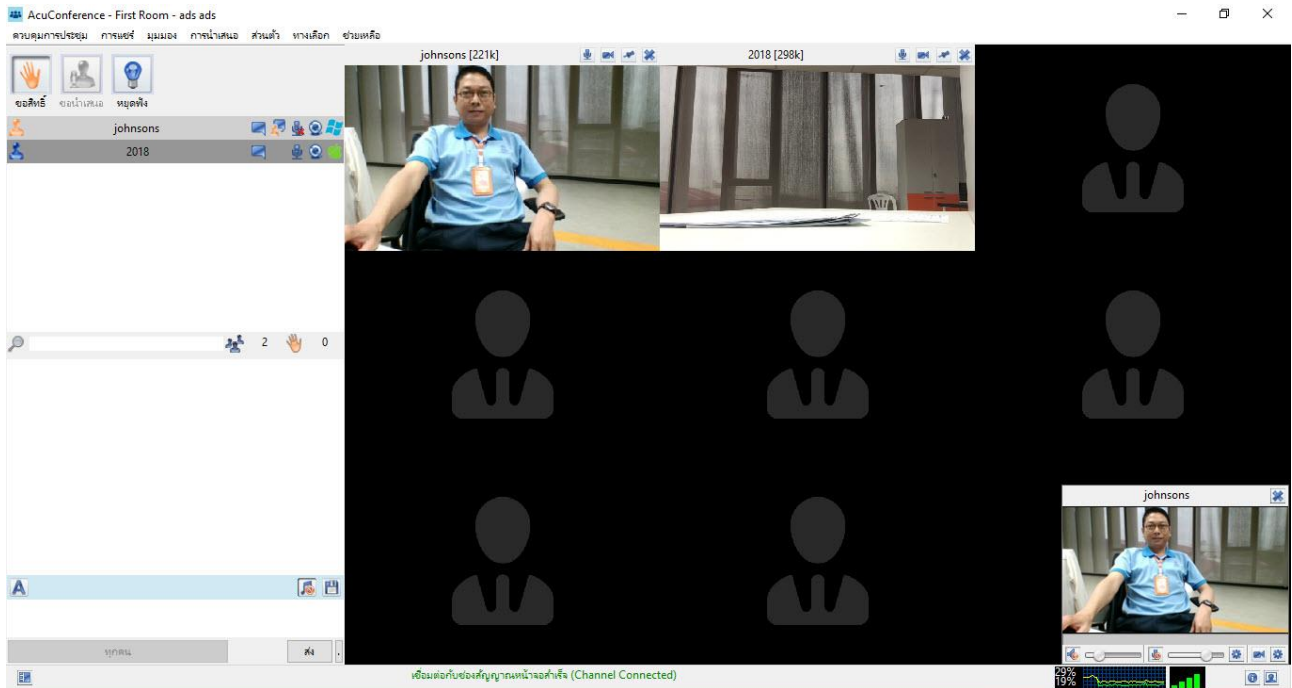 AcuConference - First Room - ads ads
ควบคุมการประชุม การแชร์ มุมมอง การนำเสนอ ส่วนตัว ทางเลือก ช่วยเหลือ
ขอสิทธิ์ ขอนำเสนอ หยุดฟัง
johnsons
2018
2 0
ทุกคน ส่ง
johnsons [221k]
2018 [298k]
johnsons
เชื่อมต่อกับช่องสัญญาณหน้าจอสำเร็จ (Channel Connected)
29%
19%